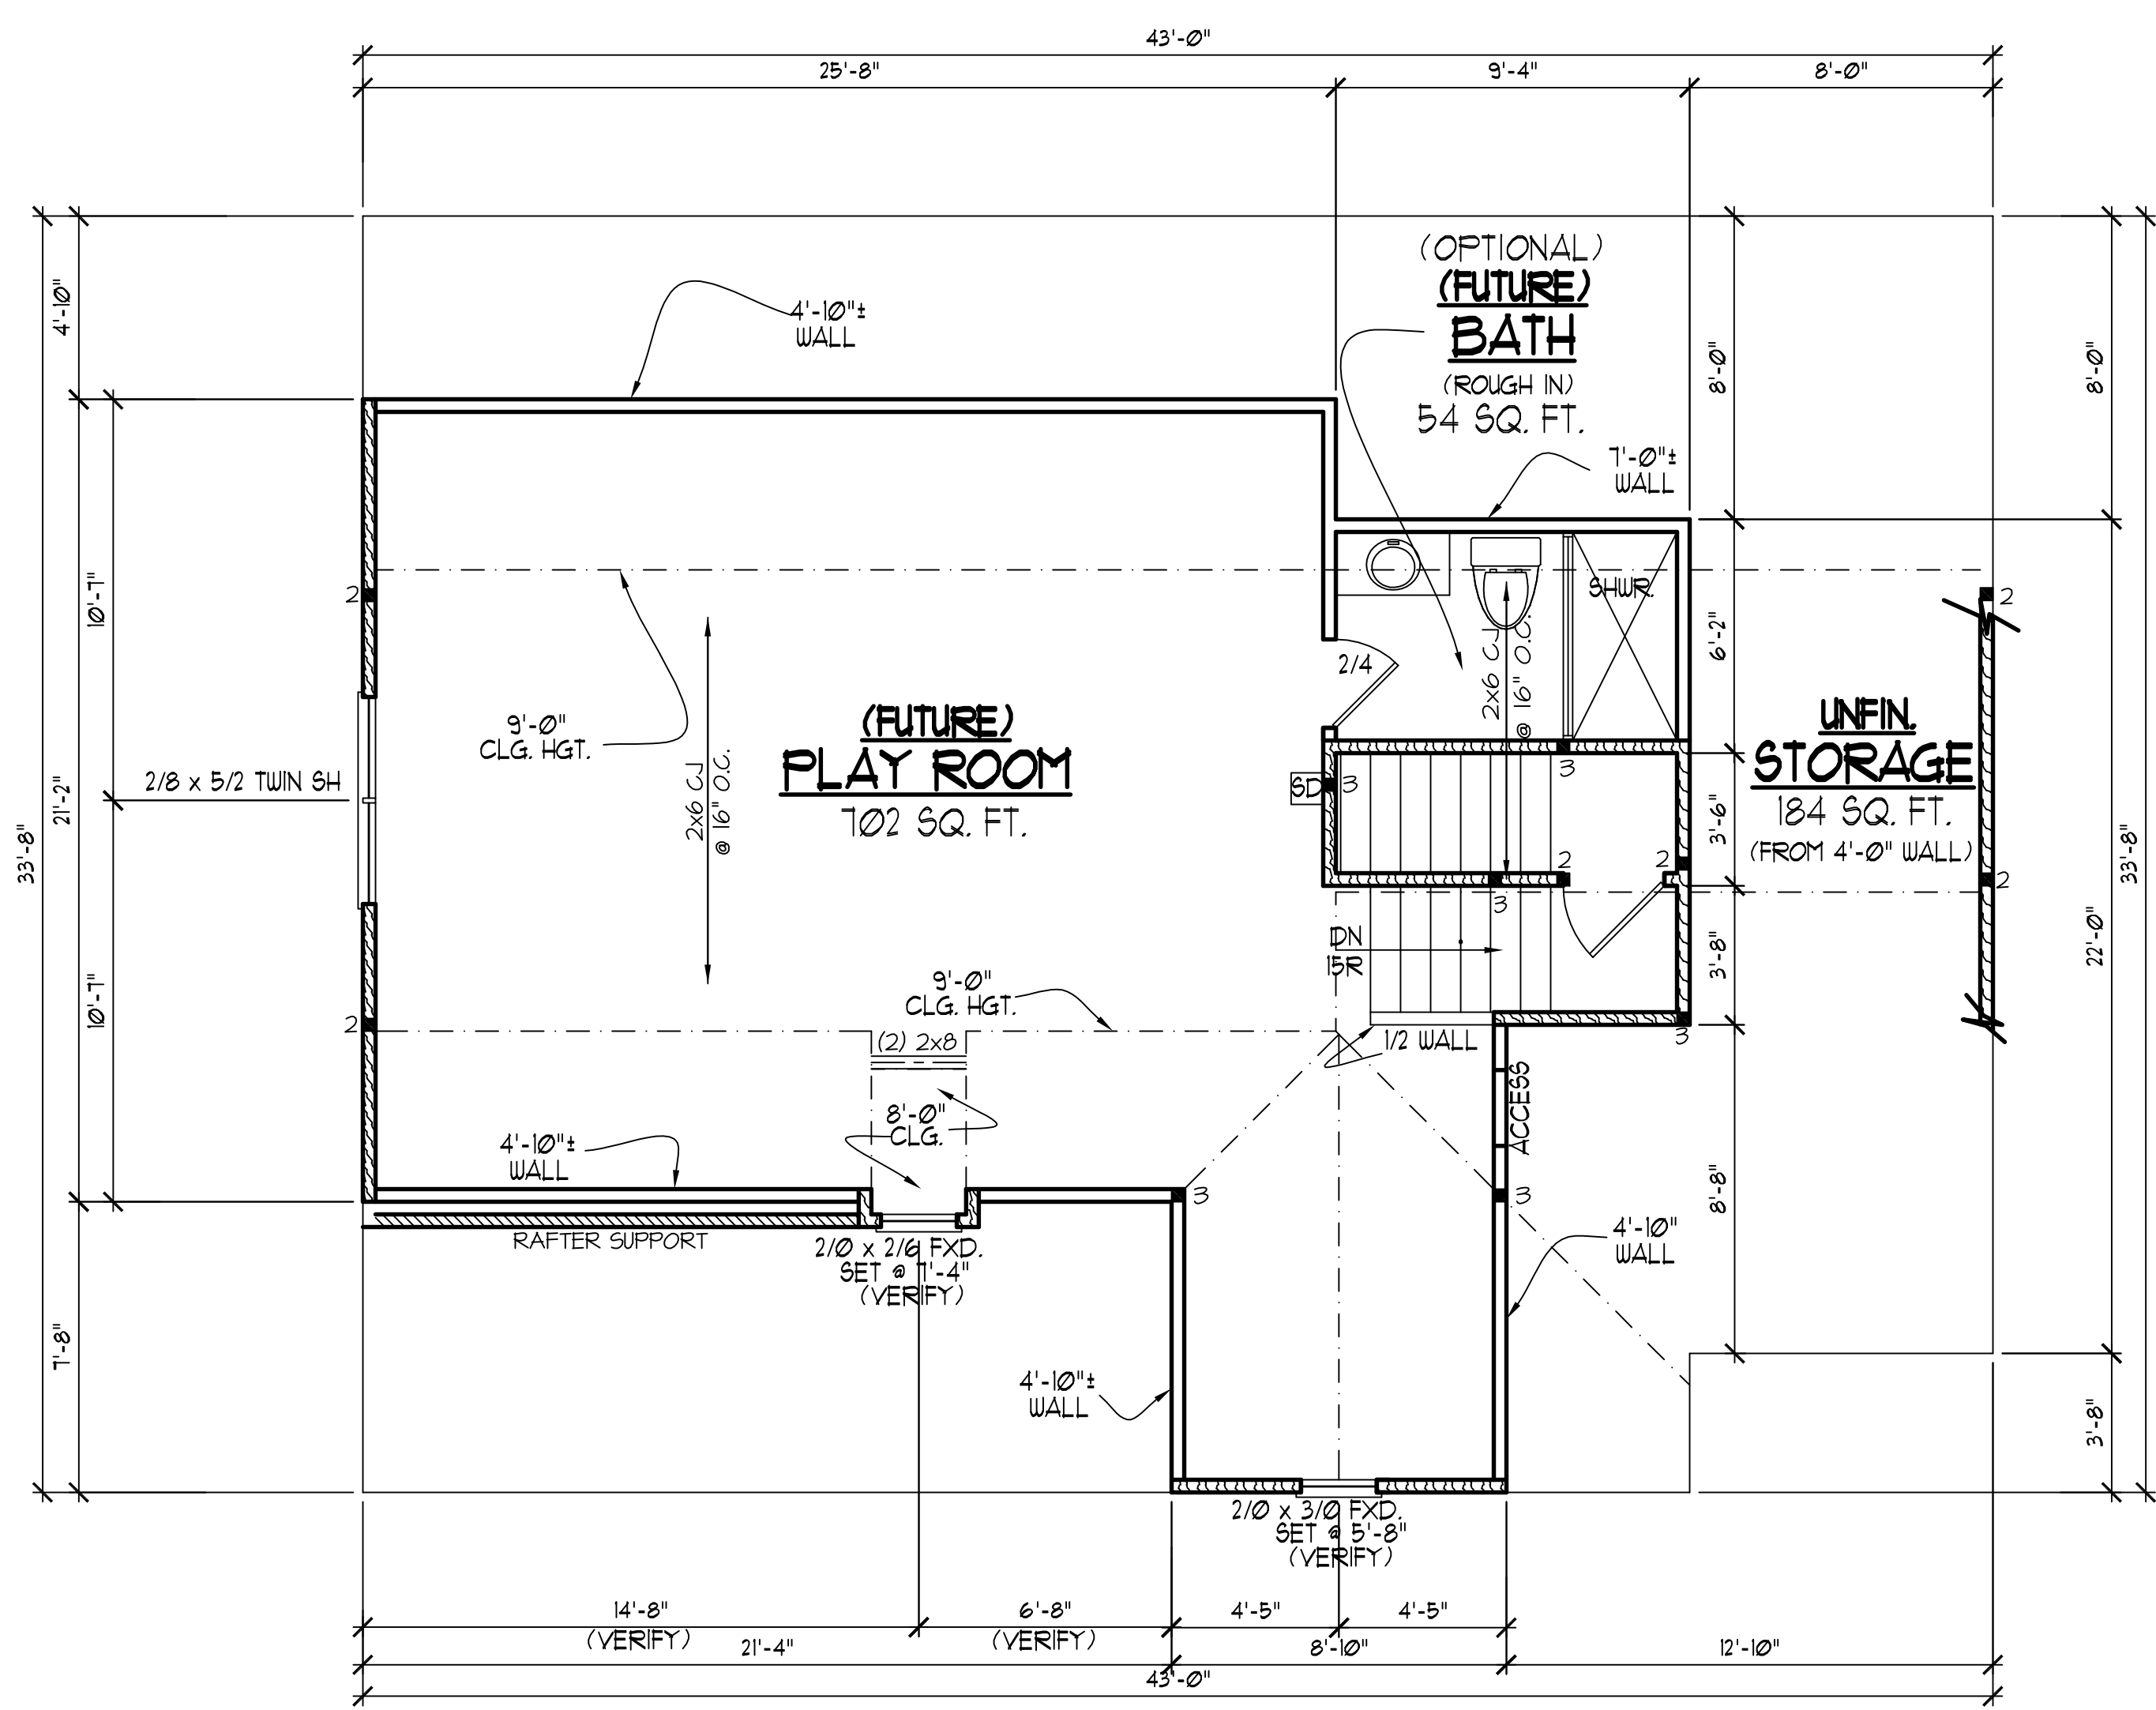 43'-0"
25'-8"
9'-4"
8'-0"
4'-10"
4'-10"±
WALL
(OPTIONAL)
(FUTURE)
BATH
(ROUGH IN)
54 SQ. FT.
7'-0"±
WALL
8'-0"
8'-0"
10'-7"
2
SHWR.
2
2/4
2x6 CJ
@ 16" O.C.
6'-2"
9'-0"
CLG. HGT.
(FUTURE)
PLAY ROOM
702 SQ. FT.
2x6 CJ
@ 16" O.C.
UNFIN.
STORAGE
184 SQ. FT.
(FROM 4'-0" WALL)
2/8 x 5/2 TWIN SH
21'-2"
33'-8"
SD
3
3
3'-6"
33'-8"
2
2
2
3
22'-0"
3'-8"
DN
15R
10'-7"
2
9'-0"
CLG. HGT.
(2) 2x8
1/2 WALL
3
ACCESS
8'-0"
CLG.
4'-10"±
WALL
3
3
8'-8"
RAFTER SUPPORT
2/0 x 2/6 FXD.
SET @ 7'-4"
(VERIFY)
4'-10"
WALL
7'-8"
4'-10"±
WALL
3'-8"
2/0 x 3/0 FXD.
SET @ 5'-8"
(VERIFY)
14'-8"
(VERIFY)
6'-8"
(VERIFY)
4'-5"
4'-5"
21'-4"
8'-10"
12'-10"
43'-0"